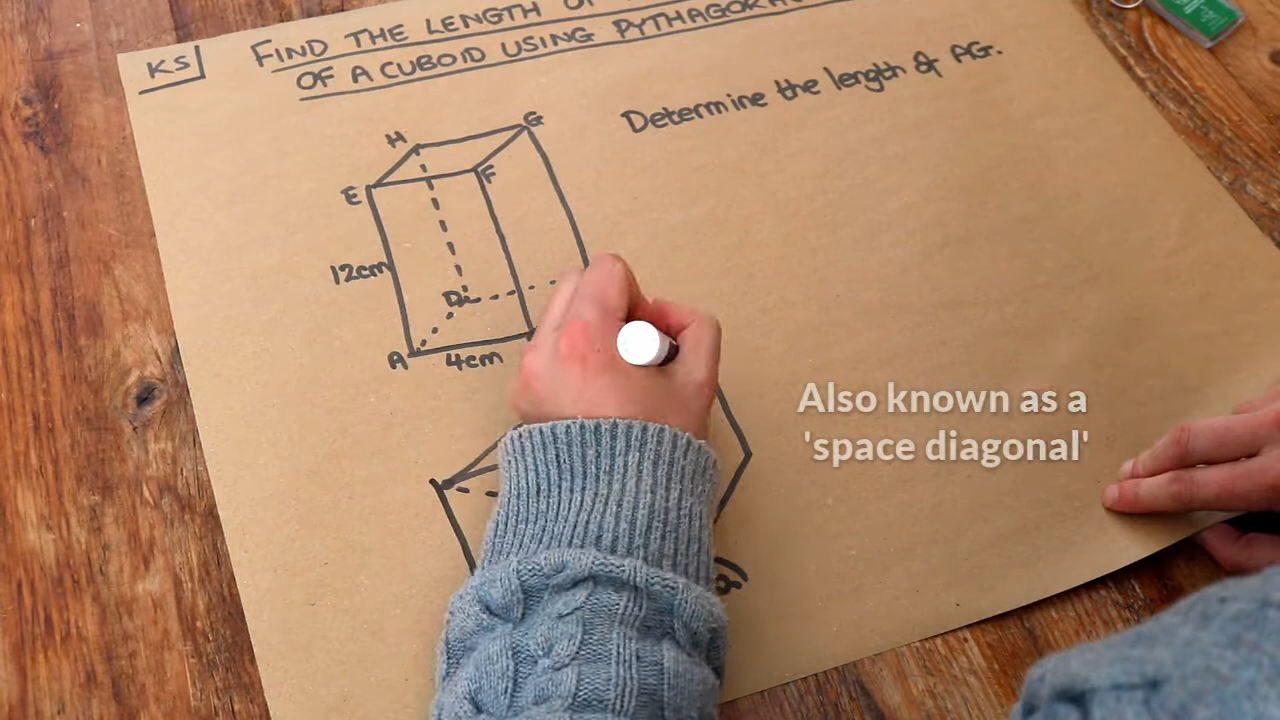 KS
FIND THE LENGTH OF
OF A CUBOID USING
Determine the length of AG.
H
G
E
F
12cm
D
A
4cm
Also known as a
'space diagonal'